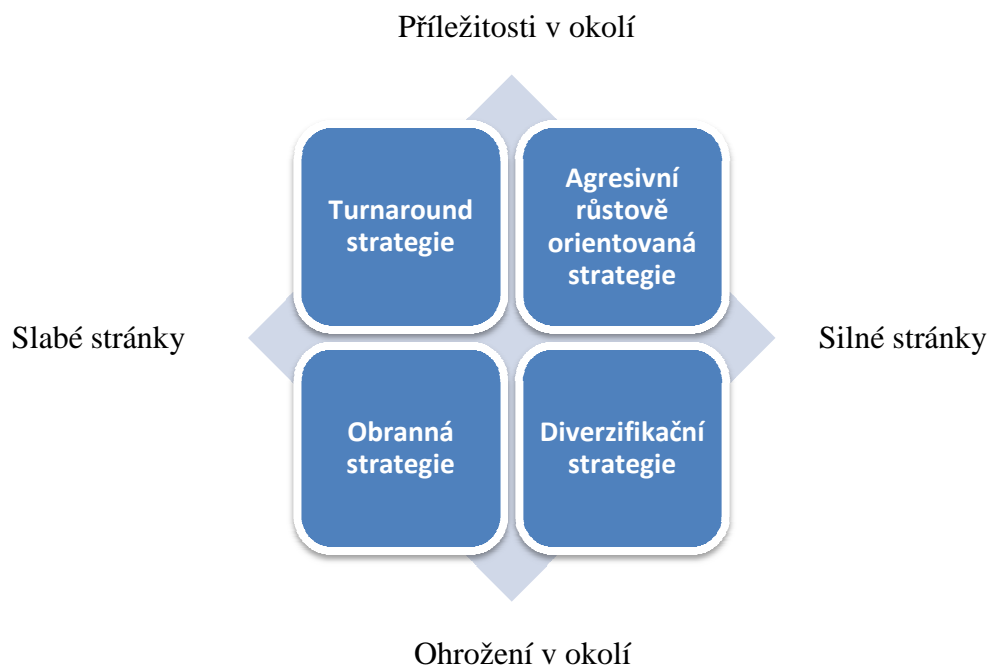 Příležitosti v okolí
Turnaround
strategie
Agresivní
růstově
orientovaná
strategie
Slabé stránky
Silné stránky
Obranná
strategie
Diverzifikační
strategie
Ohrožení v okolí